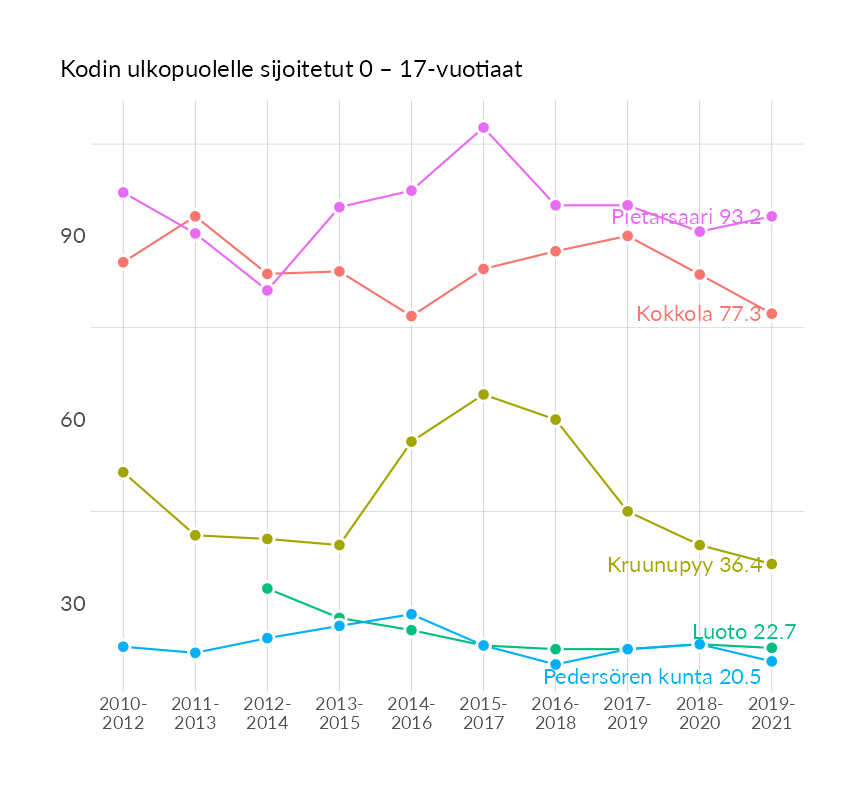 Kodin ulkopuolelle sijoitetut 0 – 17-vuotiaat
Pietarsaari 93.2
90
Kokkola 77.3
60
Kruunupyy 36.4
30
Luoto 22.7
Pedersören kunta 20.5
2010- 2011- 2012- 2013- 2014- 2015- 2016- 2017- 2018- 2019-
2012 2013 2014 2015 2016 2017 2018 2019 2020 2021